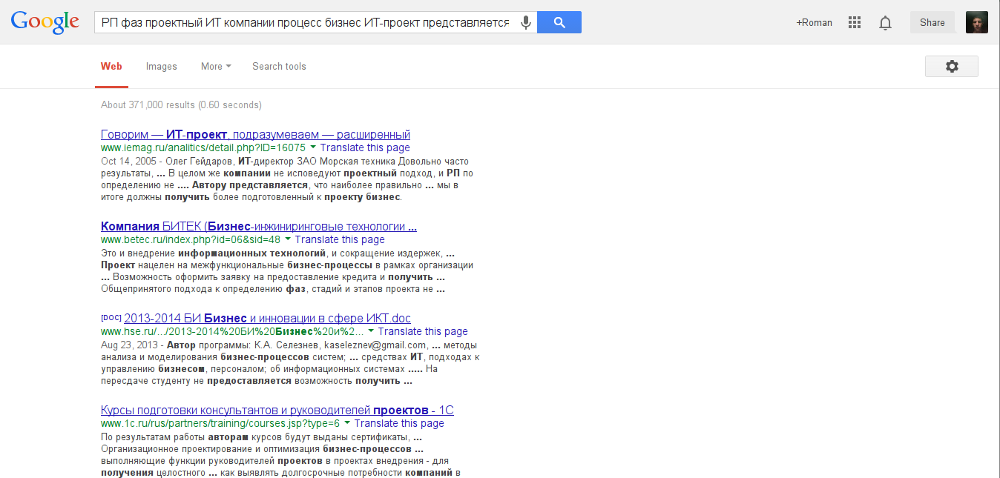 Google
РП фаз проектный ИТ компании процесс бизнес ИТ-проект представляется
+Roman
Share
Web
Images
More
Search tools
About 371,000 results (0.60 seconds)
Говорим — ИТ-проект, подразумеваем — расширенный
www.iemag.ru/analitics/detail.php?ID=16075 Translate this page
Oct 14, 2005 - Олег Гейдаров, ИТ-директор ЗАО Морская техника Довольно часто
результаты, ... В целом же компании не исповедуют проектный подход, и РП по
определению не .... Автору представляется, что наиболее правильно ... мы в
итоге должны получить более подготовленный к проекту бизнес.
Компания БИТЕК (Бизнес-инжиниринговые технологии ...
www.betec.ru/index.php?id=06&sid=48 Translate this page
Это и внедрение информационных технологий, и сокращение издержек, ...
Проект нацелен на межфункциональные бизнес-процессы в рамках организации
... Возможность оформить заявку на предоставление кредита и получить ...
Общепринятого подхода к определению фаз, стадий и этапов проекта не ...
[DOC] 2013-2014 БИ Бизнес и инновации в сфере ИКТ.doc
www.hse.ru/.../2013-2014%20БИ%20Бизнес%20и%2... Translate this page
Aug 23, 2013 - Автор программы: К.А. Селезнев, kaseleznev@gmail.com, ... методы
анализа и моделирования бизнес-процессов систем; ... средствах ИТ, подходах к
управлению бизнесом, персоналом; об информационных системах ..... На
пересдаче студенту не предоставляется возможность получить ...
Курсы подготовки консультантов и руководителей проектов - 1С
www.1c.ru/rus/partners/training/courses.jsp?type=6 Translate this page
По результатам работы авторам курсов будут выданы сертификаты, ...
Организационное проектирование и оптимизация бизнес-процессов ...
выполняющие функции руководителей проектов в проектах внедрения - для
получения целостного ... как выявлять долгосрочные потребности компаний в